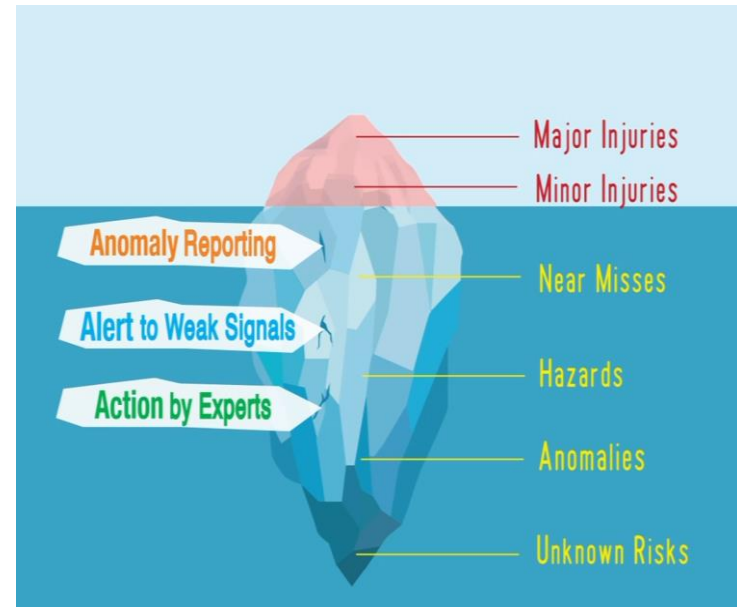 Major Injuries
Minor Injuries
Anomaly Reporting
Near Misses
Alert to Weak Signals
Hazards
Action by Experts
Anomalies
Unknown Risks